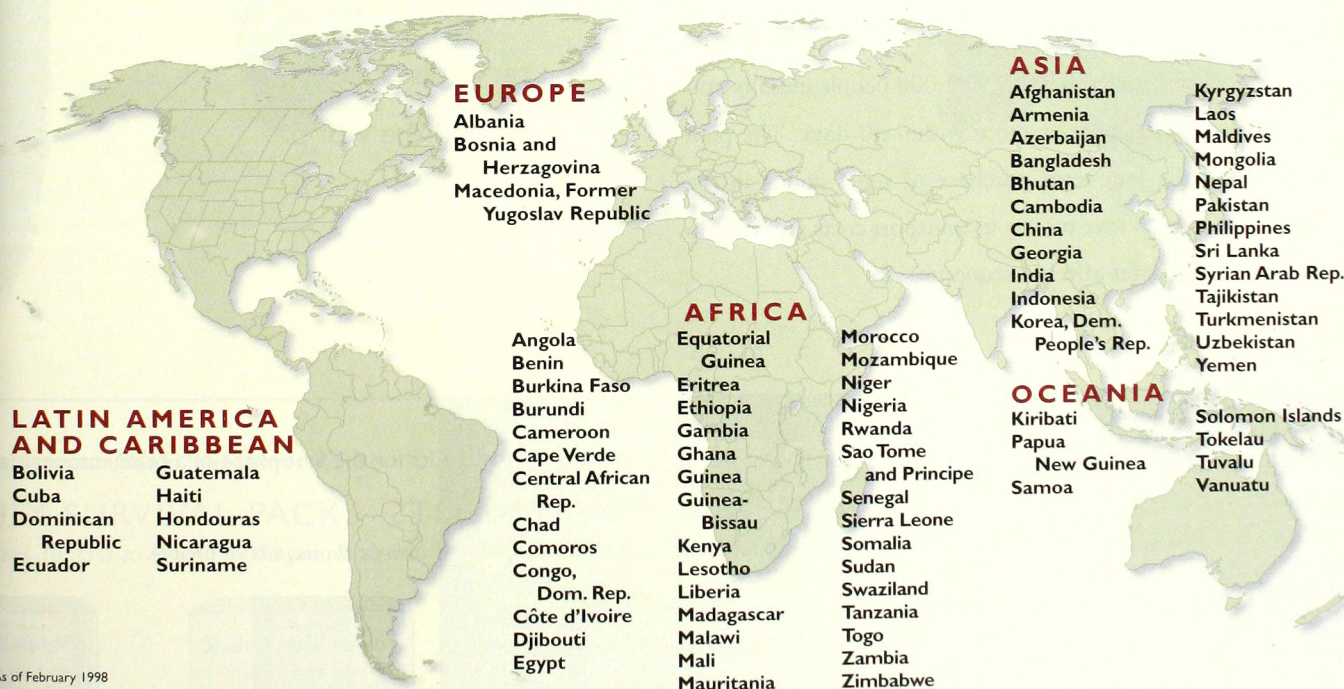 EUROPE
Albania
Bosnia and
Herzagovina
Macedonia, Former
Yugoslav Republic
ASIA
Afghanistan
Armenia
Azerbaijan
Bangladesh
Bhutan
Cambodia
China
Georgia
India
Indonesia
Korea, Dem.
People's Rep.
Kyrgyzstan
Laos
Maldives
Mongolia
Nepal
Pakistan
Philippines
Sri Lanka
Syrian Arab Rep.
Tajikistan
Turkmenistan
Uzbekistan
Yemen
AFRICA
Angola
Benin
Burkina Faso
Burundi
Cameroon
Cape Verde
Central African
Rep.
Chad
Comoros
Congo,
Dom. Rep.
Côte d'Ivoire
Djibouti
Egypt
Equatorial
Guinea
Eritrea
Ethiopia
Gambia
Ghana
Guinea
Guinea-
Bissau
Kenya
Lesotho
Liberia
Madagascar
Malawi
Mali
Mauritania
Morocco
Mozambique
Niger
Nigeria
Rwanda
Sao Tome
and Principe
Senegal
Sierra Leone
Somalia
Sudan
Swaziland
Tanzania
Togo
Zambia
Zimbabwe
OCEANIA
Kiribati
Papua
New Guinea
Samoa
Solomon Islands
Tokelau
Tuvalu
Vanuatu
LATIN AMERICA
AND CARIBBEAN
Bolivia
Cuba
Dominican
Republic
Ecuador
Guatemala
Haiti
Hondouras
Nicaragua
Suriname
As of February 1998